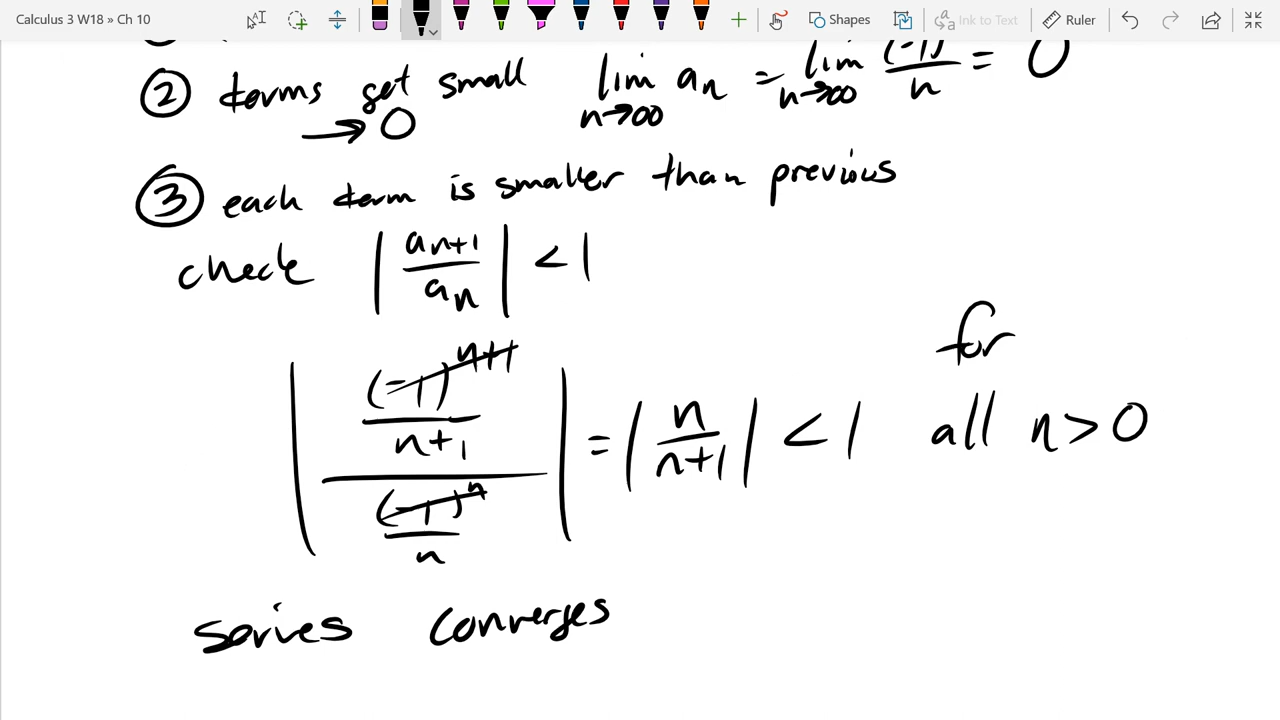 Calculus 3 W18 » Ch 10
Shapes
Ink to Text
Ruler
② terms get small lim n→∞ aₙ = lim n→∞ (-1) / n = 0
→ 0
③ each term is smaller than previous
check | aₙ₊₁ / aₙ | < 1
| ((-1)ⁿ⁺¹ / (n+1)) / ((-1)ⁿ / n) | = | n / (n+1) | < 1 for all n > 0
series converges